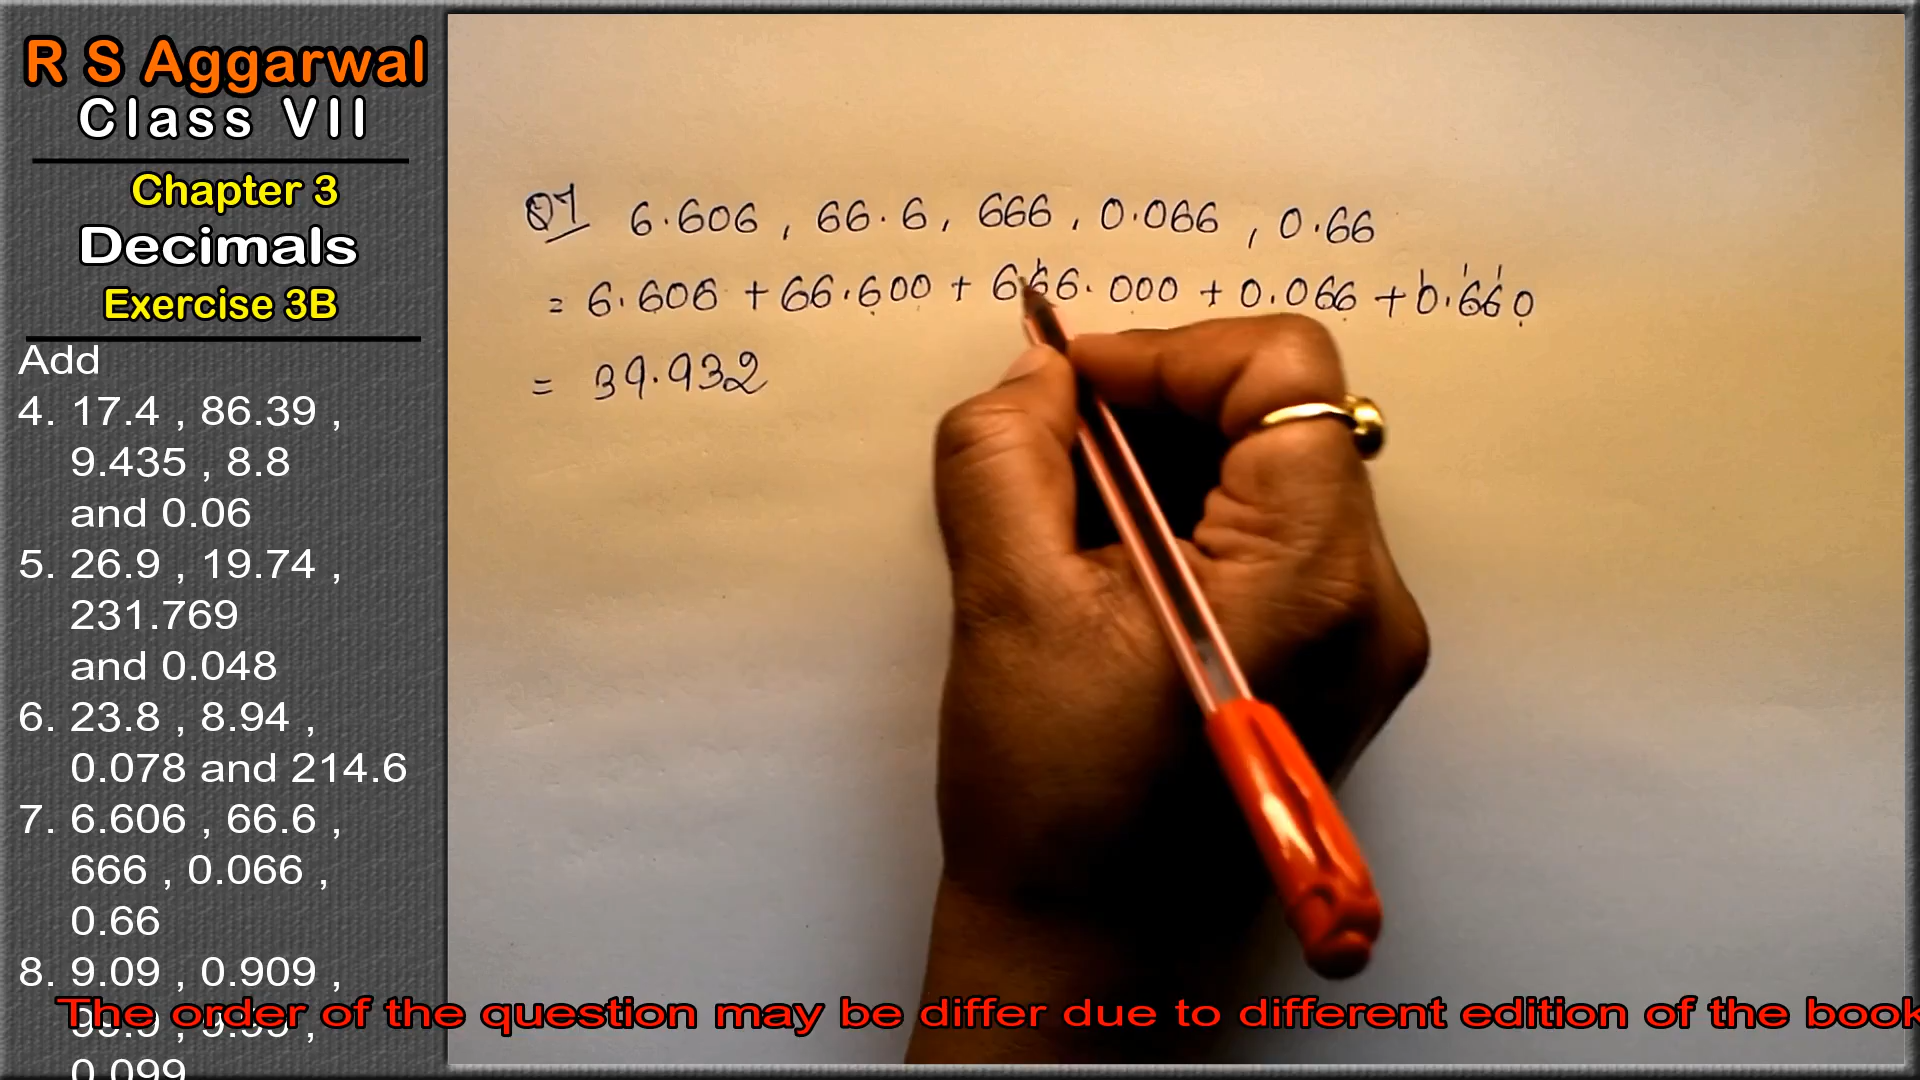 R S Aggarwal
Class VII
Chapter 3
Decimals
Exercise 3B
Add
4. 17.4 , 86.39 ,
9.435 , 8.8
and 0.06
5. 26.9 , 19.74 ,
231.769
and 0.048
6. 23.8 , 8.94 ,
0.078 and 214.6
7. 6.606 , 66.6 ,
666 , 0.066 ,
0.66
8. 9.09 , 0.909 ,
0.099
The order of the question may be differ due to different edition of the book
Q7 6.606 , 66.6 , 666 , 0.066 , 0.66
= 6.606 + 66.600 + 666.000 + 0.066 + 0.660
= 39.932